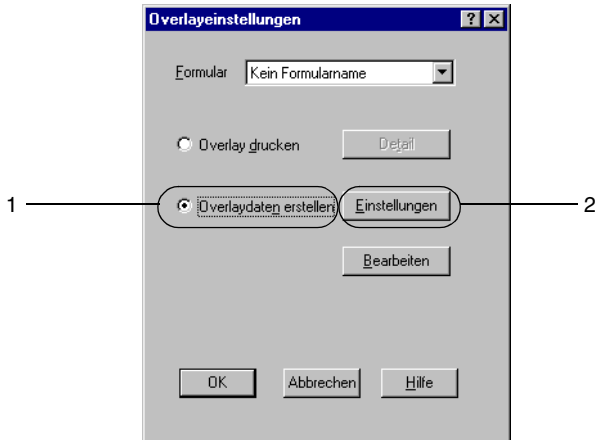 Overlayeinstellungen
Formular Kein Formularname
Overlay drucken Detail
1 Overlaydaten erstellen Einstellungen 2
Bearbeiten
OK Abbrechen Hilfe